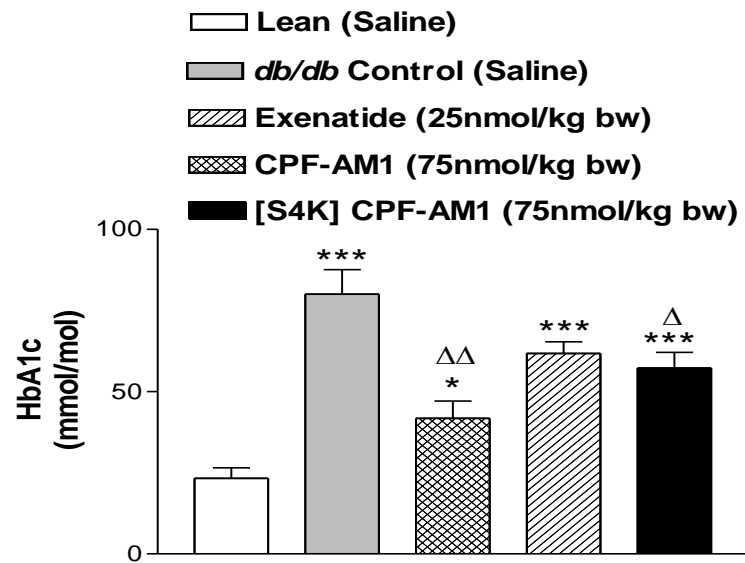 Lean (Saline)
db/db Control (Saline)
Exenatide (25nmol/kg bw)
CPF-AM1 (75nmol/kg bw)
[S4K] CPF-AM1 (75nmol/kg bw)
100
50
0
HbA1c
(mmol/mol)
***
ΔΔ
*
***
Δ
***